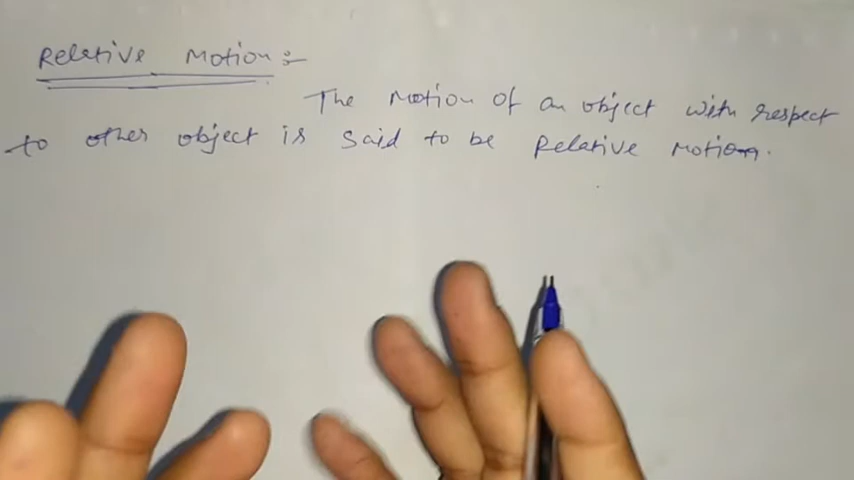 Relative Motion :-
The Motion of an object with respect
to other object is said to be Relative Motion.